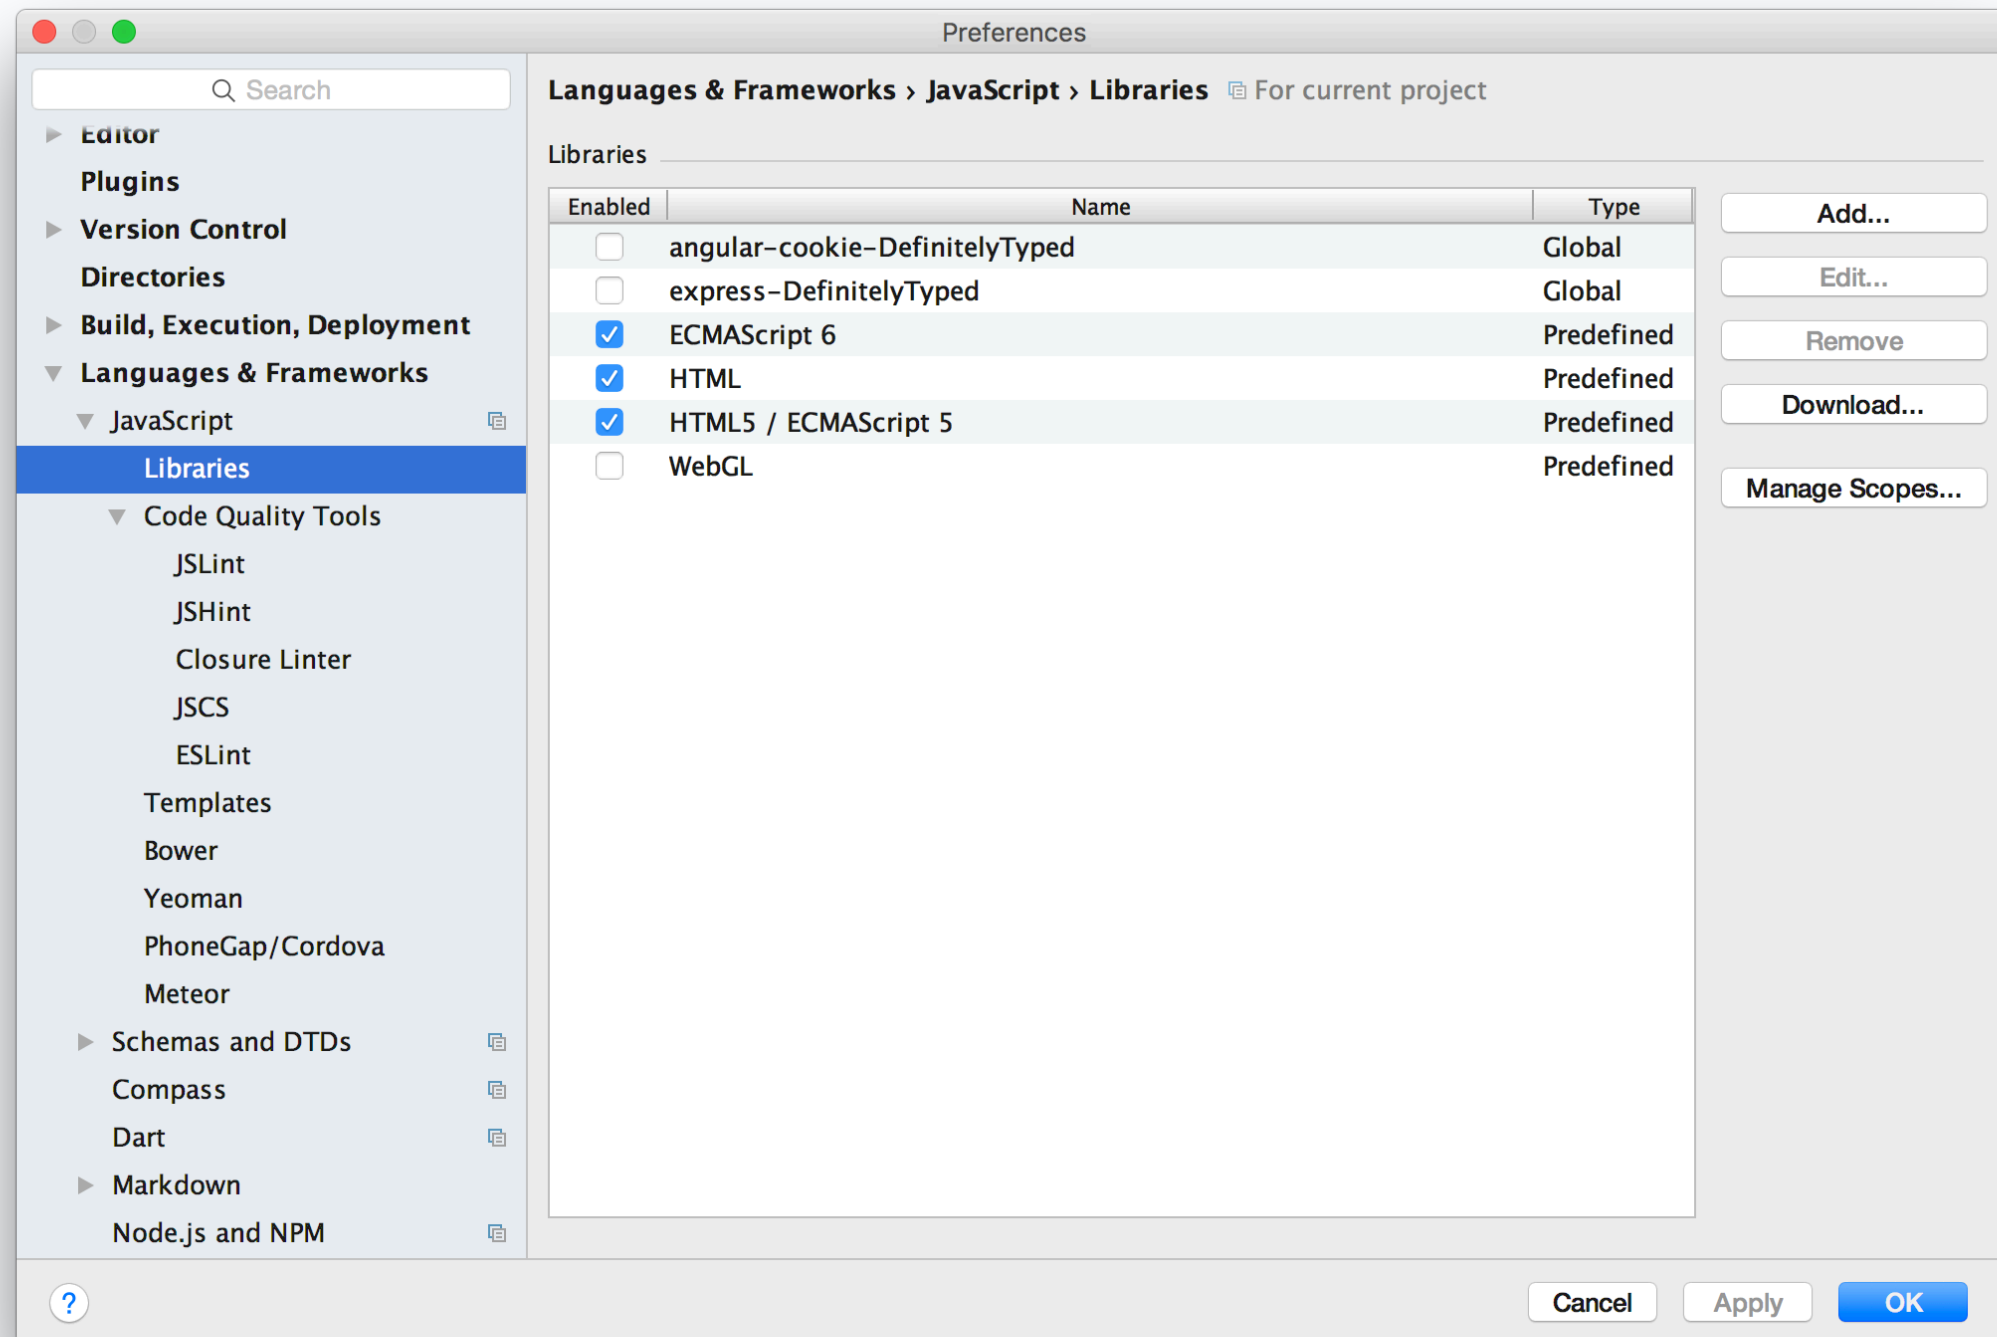 Preferences
Search
Editor
Plugins
Version Control
Directories
Build, Execution, Deployment
Languages & Frameworks
JavaScript
Libraries
Code Quality Tools
JSLint
JSHint
Closure Linter
JSCS
ESLint
Templates
Bower
Yeoman
PhoneGap/Cordova
Meteor
Schemas and DTDs
Compass
Dart
Markdown
Node.js and NPM
Languages & Frameworks › JavaScript › Libraries For current project
Libraries
Enabled Name Type
angular-cookie-DefinitelyTyped Global
express-DefinitelyTyped Global
ECMAScript 6 Predefined
HTML Predefined
HTML5 / ECMAScript 5 Predefined
WebGL Predefined
Add...
Edit...
Remove
Download...
Manage Scopes...
?
Cancel Apply OK